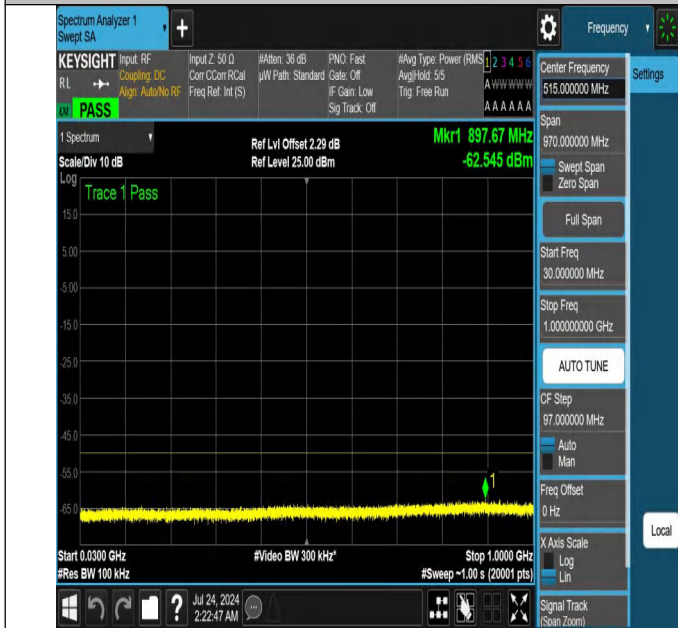 Spectrum Analyzer 1
Swept SA
+
Frequency
KEYSIGHT
RL
LXI
PASS
Input: RF
Coupling: DC
Align: Auto/No RF
Input Z: 50 Ω
Corr CCorr RCal
Freq Ref: Int (S)
#Atten: 36 dB
µW Path: Standard
PNO: Fast
Gate: Off
IF Gain: Low
Sig Track: Off
#Avg Type: Power (RMS
Avg|Hold: 5/5
Trig: Free Run
1 2 3 4 5 6
A W W W W W
A A A A A A
Center Frequency
515.000000 MHz
Settings
1 Spectrum
Scale/Div 10 dB
Ref Lvl Offset 2.29 dB
Ref Level 25.00 dBm
Mkr1 897.67 MHz
-62.545 dBm
Log
Trace 1 Pass
15.0
5.00
-5.00
-15.0
-25.0
-35.0
-45.0
-55.0
-65.0
1
Start 0.0300 GHz
#Res BW 100 kHz
#Video BW 300 kHz*
Stop 1.0000 GHz
#Sweep ~1.00 s (20001 pts)
Span
970.000000 MHz
Swept Span
Zero Span
Full Span
Start Freq
30.000000 MHz
Stop Freq
1.000000000 GHz
AUTO TUNE
CF Step
97.000000 MHz
Auto
Man
Freq Offset
0 Hz
X Axis Scale
Log
Lin
Local
Signal Track
(Span Zoom)
?
Jul 24, 2024
2:22:47 AM